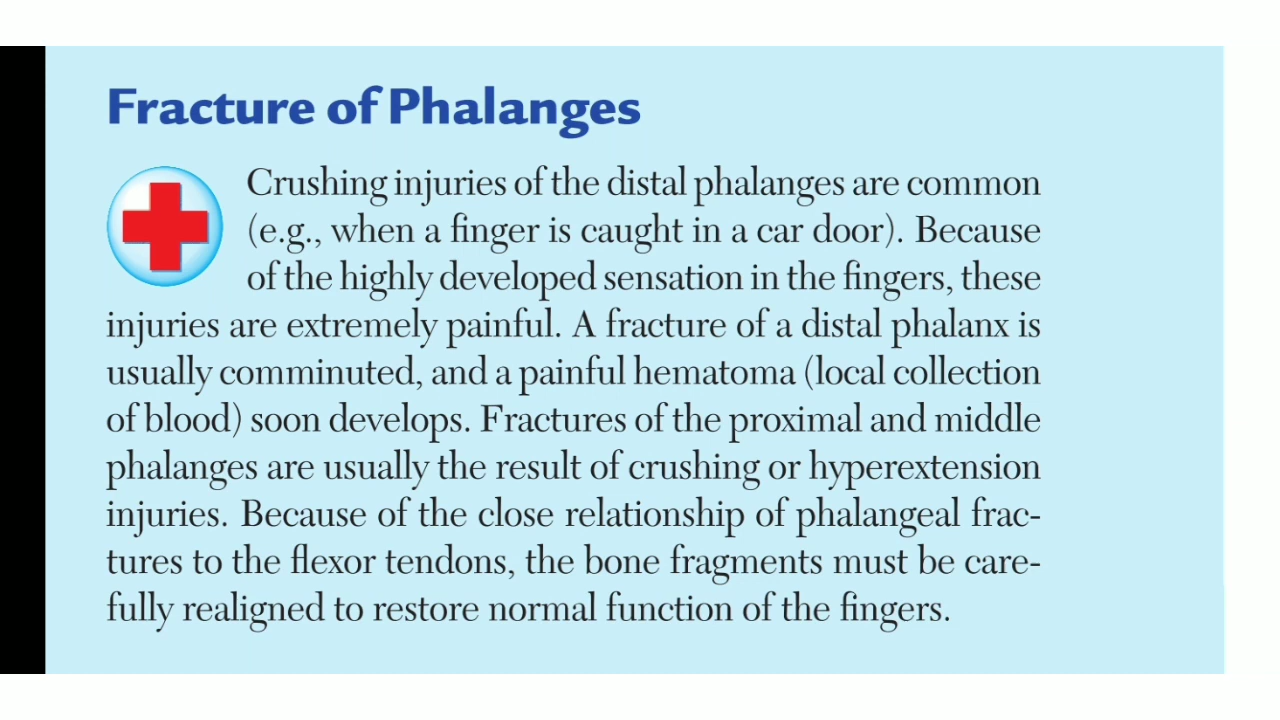 Fracture of Phalanges
Crushing injuries of the distal phalanges are common
(e.g., when a finger is caught in a car door). Because
of the highly developed sensation in the fingers, these
injuries are extremely painful. A fracture of a distal phalanx is
usually comminuted, and a painful hematoma (local collection
of blood) soon develops. Fractures of the proximal and middle
phalanges are usually the result of crushing or hyperextension
injuries. Because of the close relationship of phalangeal frac-
tures to the flexor tendons, the bone fragments must be care-
fully realigned to restore normal function of the fingers.